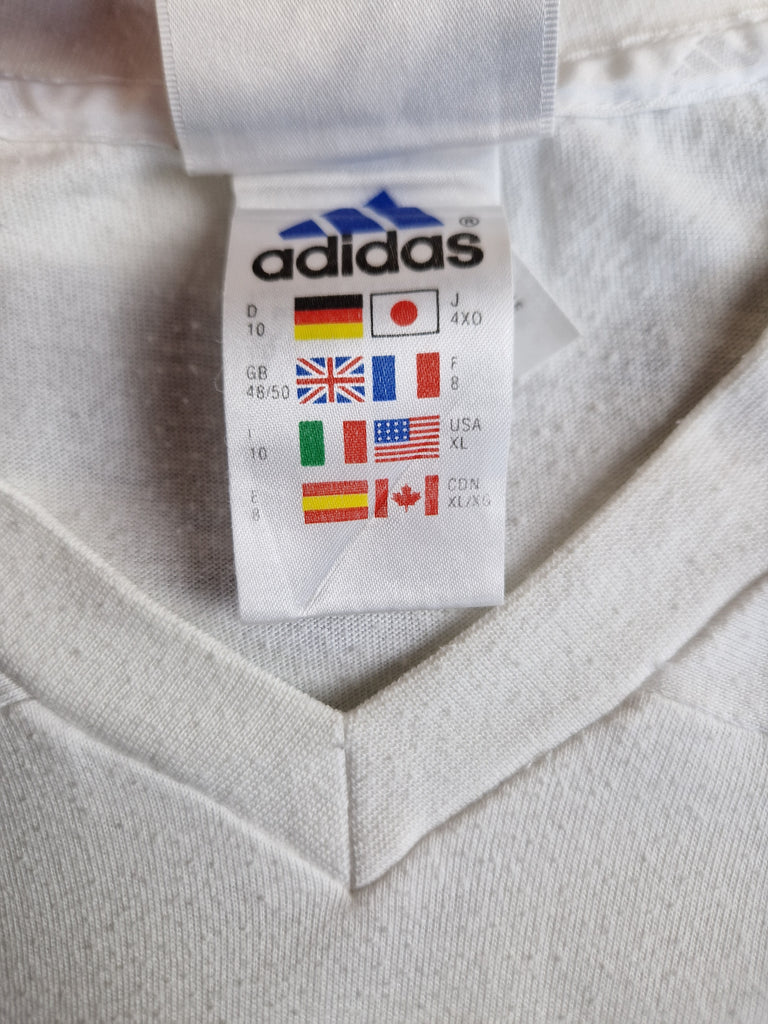 adidas®
D
10
J
4XO
GB
48/50
F
8
I
10
USA
XL
E
8
CDN
XL/XG